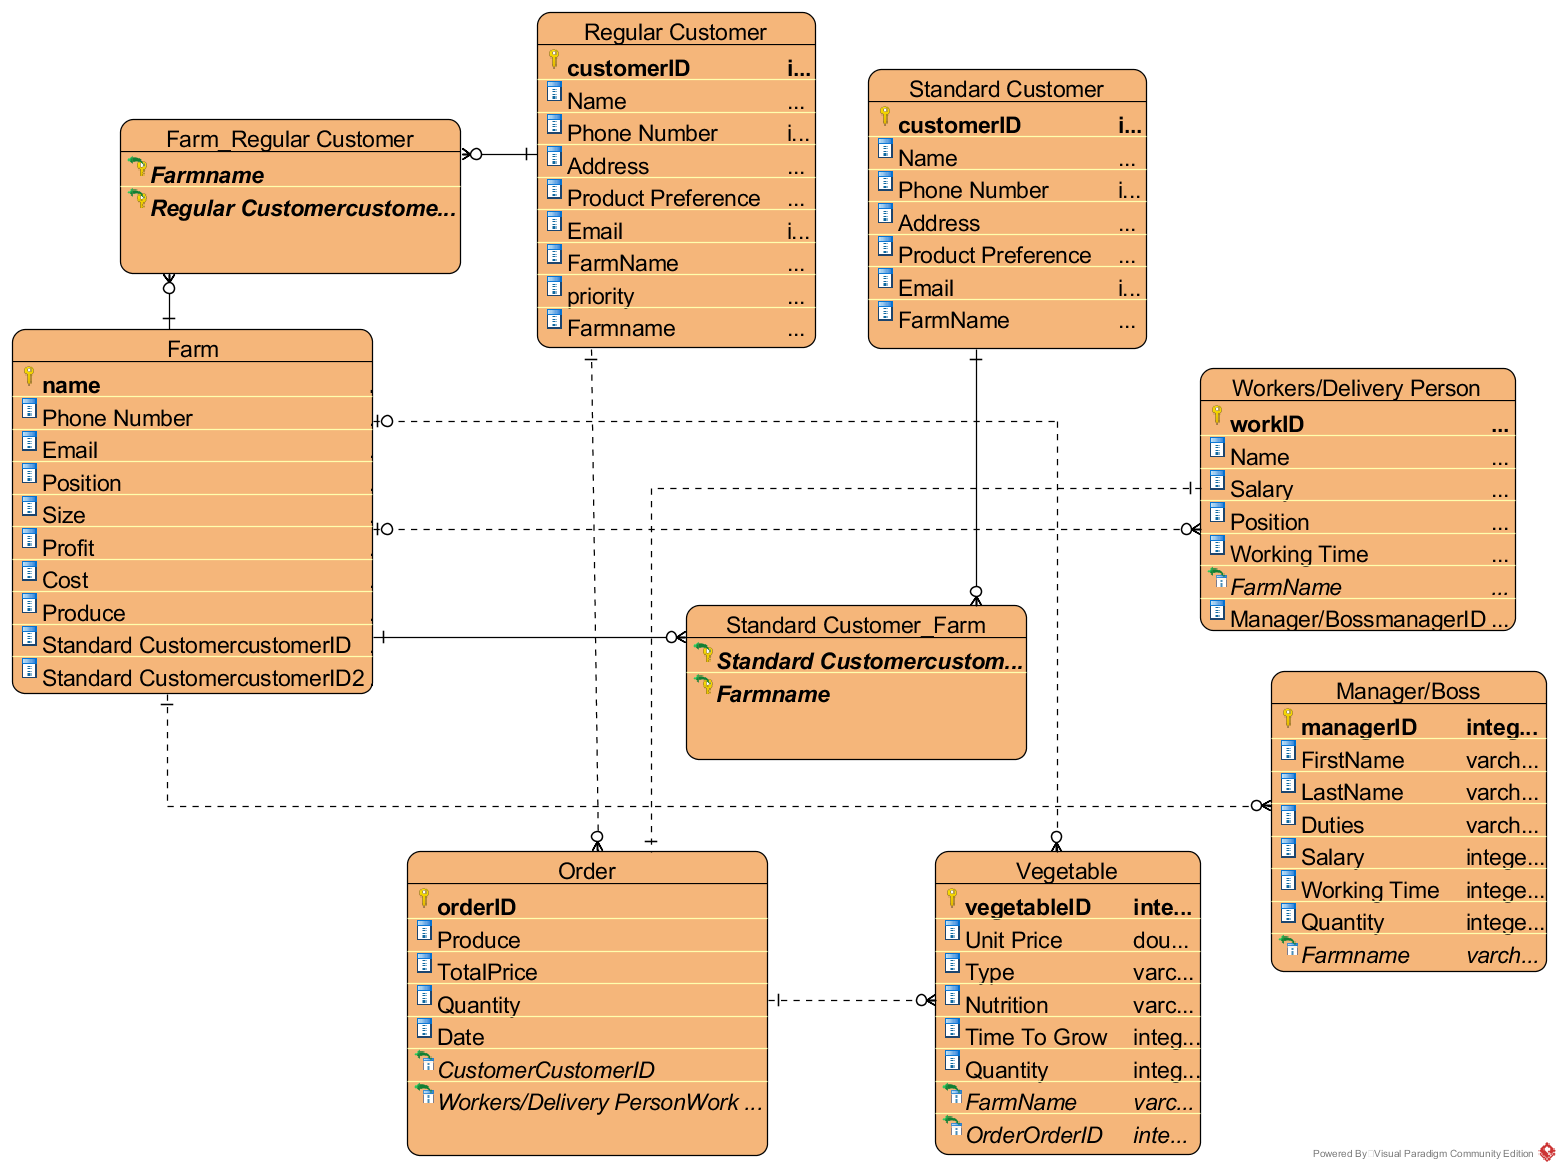 Regular Customer
customerID i...
Name ...
Phone Number i...
Address ...
Product Preference ...
Email i...
FarmName ...
priority ...
Farmname ...
Standard Customer
customerID i...
Name ...
Phone Number i...
Address ...
Product Preference ...
Email i...
FarmName ...
Farm_Regular Customer
Farmname
Regular Customercustome...
Farm
name
Phone Number
Email
Position
Size
Profit
Cost
Produce
Standard CustomercustomerID
Standard CustomercustomerID2
Workers/Delivery Person
workID ...
Name ...
Salary ...
Position ...
Working Time ...
FarmName ...
Manager/BossmanagerID ...
Standard Customer_Farm
Standard Customercustom...
Farmname
Manager/Boss
managerID integ...
FirstName varch...
LastName varch...
Duties varch...
Salary intege...
Working Time intege...
Quantity intege...
Farmname varch...
Order
orderID
Produce
TotalPrice
Quantity
Date
CustomerCustomerID
Workers/Delivery PersonWork ...
Vegetable
vegetableID inte...
Unit Price dou...
Type varc...
Nutrition varc...
Time To Grow integ...
Quantity integ...
FarmName varc...
OrderOrderID inte...
Powered By Visual Paradigm Community Edition